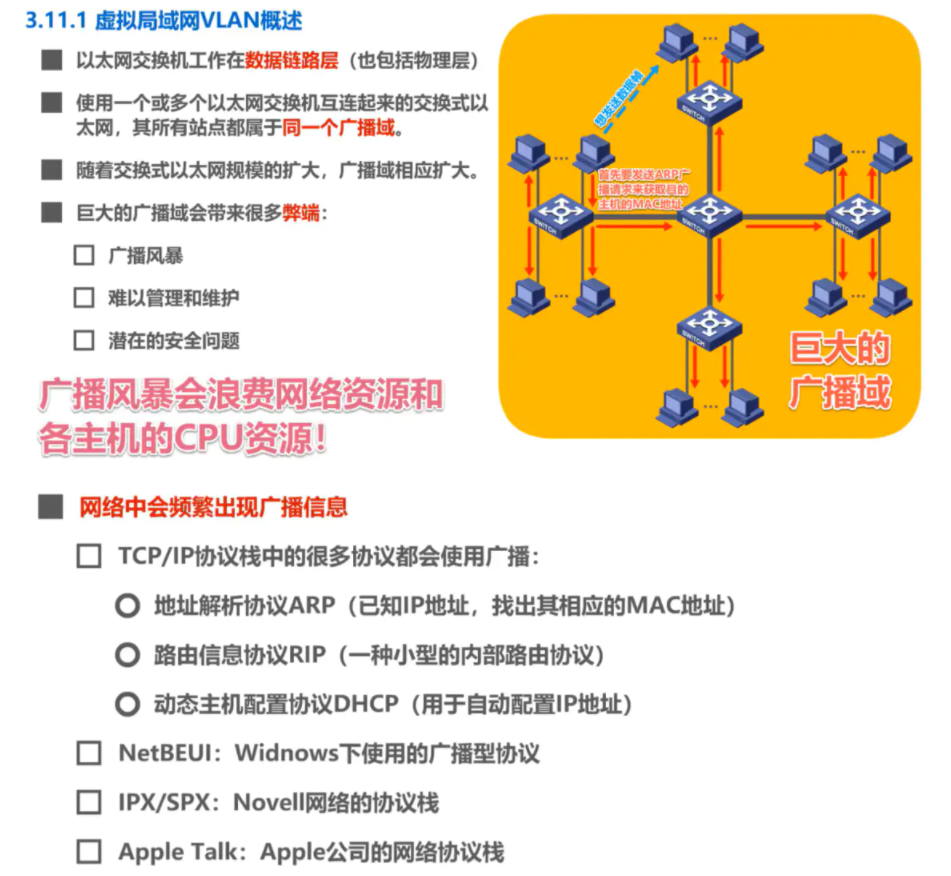 3.11.1 虚拟局域网VLAN概述
以太网交换机工作在数据链路层（也包括物理层）
使用一个或多个以太网交换机互连起来的交换式以
太网，其所有站点都属于同一个广播域。
随着交换式以太网规模的扩大，广播域相应扩大。
巨大的广播域会带来很多弊端：
广播风暴
难以管理和维护
潜在的安全问题
广播风暴会浪费网络资源和
各主机的CPU资源！
想发送数据帧
首先要发送ARP广
播请求来获取目的
主机的MAC地址
SWITCH
SWITCH
SWITCH
SWITCH
SWITCH
巨大的
广播域
网络中会频繁出现广播信息
TCP/IP协议栈中的很多协议都会使用广播：
地址解析协议ARP（已知IP地址，找出其相应的MAC地址）
路由信息协议RIP（一种小型的内部路由协议）
动态主机配置协议DHCP（用于自动配置IP地址）
NetBEUI：Widnows下使用的广播型协议
IPX/SPX：Novell网络的协议栈
Apple Talk：Apple公司的网络协议栈